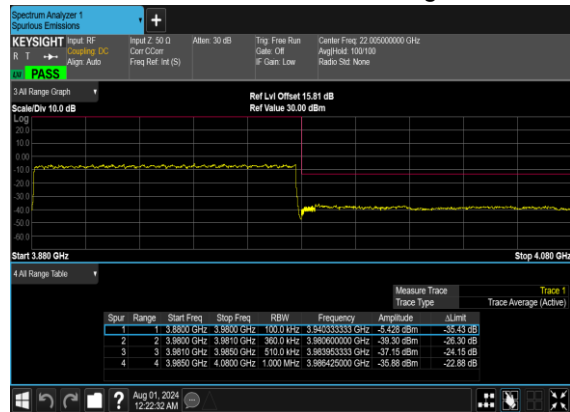 Spectrum Analyzer 1
Spurious Emissions
+
KEYSIGHT Input: RF Input Z: 50 Ω Atten: 30 dB Trig: Free Run Center Freq: 22.005000000 GHz
R T Coupling: DC Corr CCorr Gate: Off Avg|Hold: 100/100
Align: Auto Freq Ref: Int (S) IF Gain: Low Radio Std: None
LW PASS
3 All Range Graph Ref Lvl Offset 15.81 dB
Scale/Div 10.0 dB Ref Value 30.00 dBm
Log
20.0
10.0
0.00
-10.0
-20.0
-30.0
-40.0
-50.0
-60.0
Start 3.880 GHz Stop 4.080 GHz
4 All Range Table
Measure Trace Trace 1
Trace Type Trace Average (Active)
Spur Range Start Freq Stop Freq RBW Frequency Amplitude ΔLimit
1 1 3.8800 GHz 3.9800 GHz 100.0 kHz 3.940333333 GHz -5.428 dBm -35.43 dB
2 2 3.9800 GHz 3.9810 GHz 360.0 kHz 3.980600000 GHz -39.30 dBm -26.30 dB
3 3 3.9810 GHz 3.9850 GHz 510.0 kHz 3.983953333 GHz -37.15 dBm -24.15 dB
4 4 3.9850 GHz 4.0800 GHz 1.000 MHz 3.986425000 GHz -35.88 dBm -22.88 dB
? Aug 01, 2024
12:22:32 AM